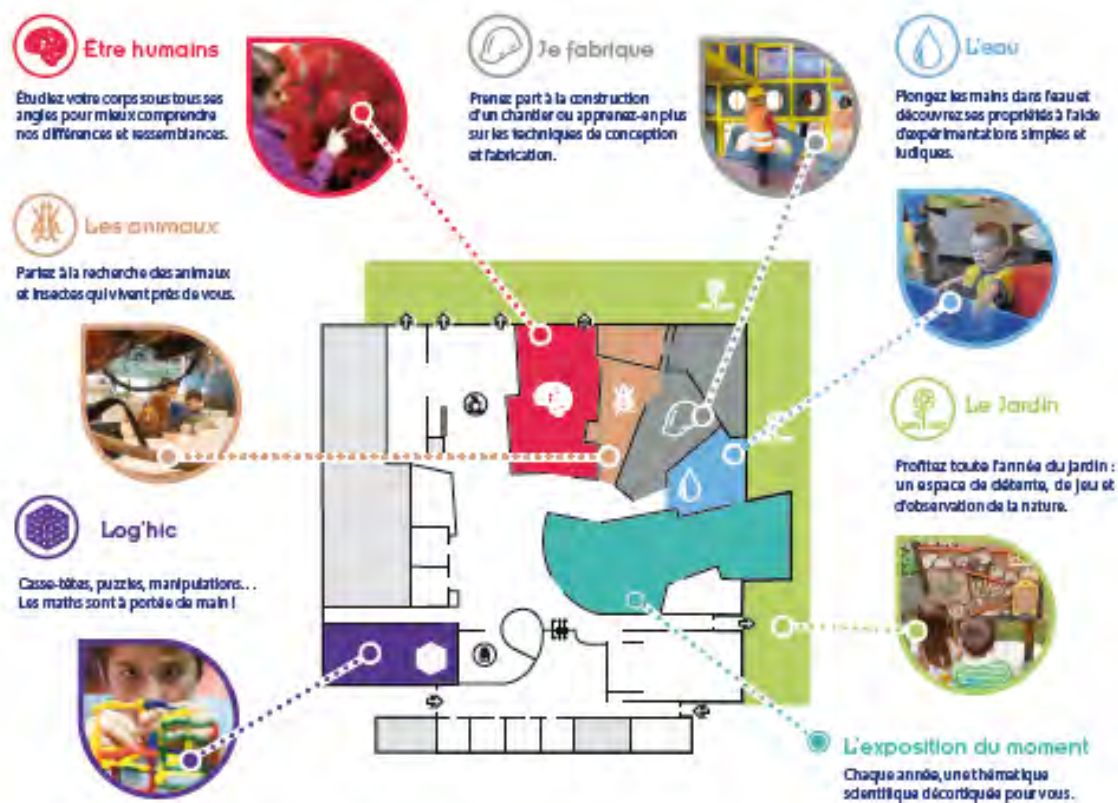 Être humains
Étudiez votre corps sous tous ses
angles pour mieux comprendre
nos différences et ressemblances.
Je fabrique
Prenez part à la construction
d'un chantier ou apprenez-en plus
sur les techniques de conception
et fabrication.
L'eau
Plongez les mains dans l'eau et
découvrez ses propriétés à l'aide
d'expérimentations simples et
ludiques.
Les animaux
Partez à la recherche des animaux
et insectes qui vivent près de vous.
Le Jardin
Profitez toute l'année du jardin :
un espace de détente, de jeu et
d'observation de la nature.
Log'hic
Casse-têtes, puzzles, manipulations...
Les maths sont à portée de main !
L'exposition du moment
Chaque année, une thématique
scientifique décortiquée pour vous.